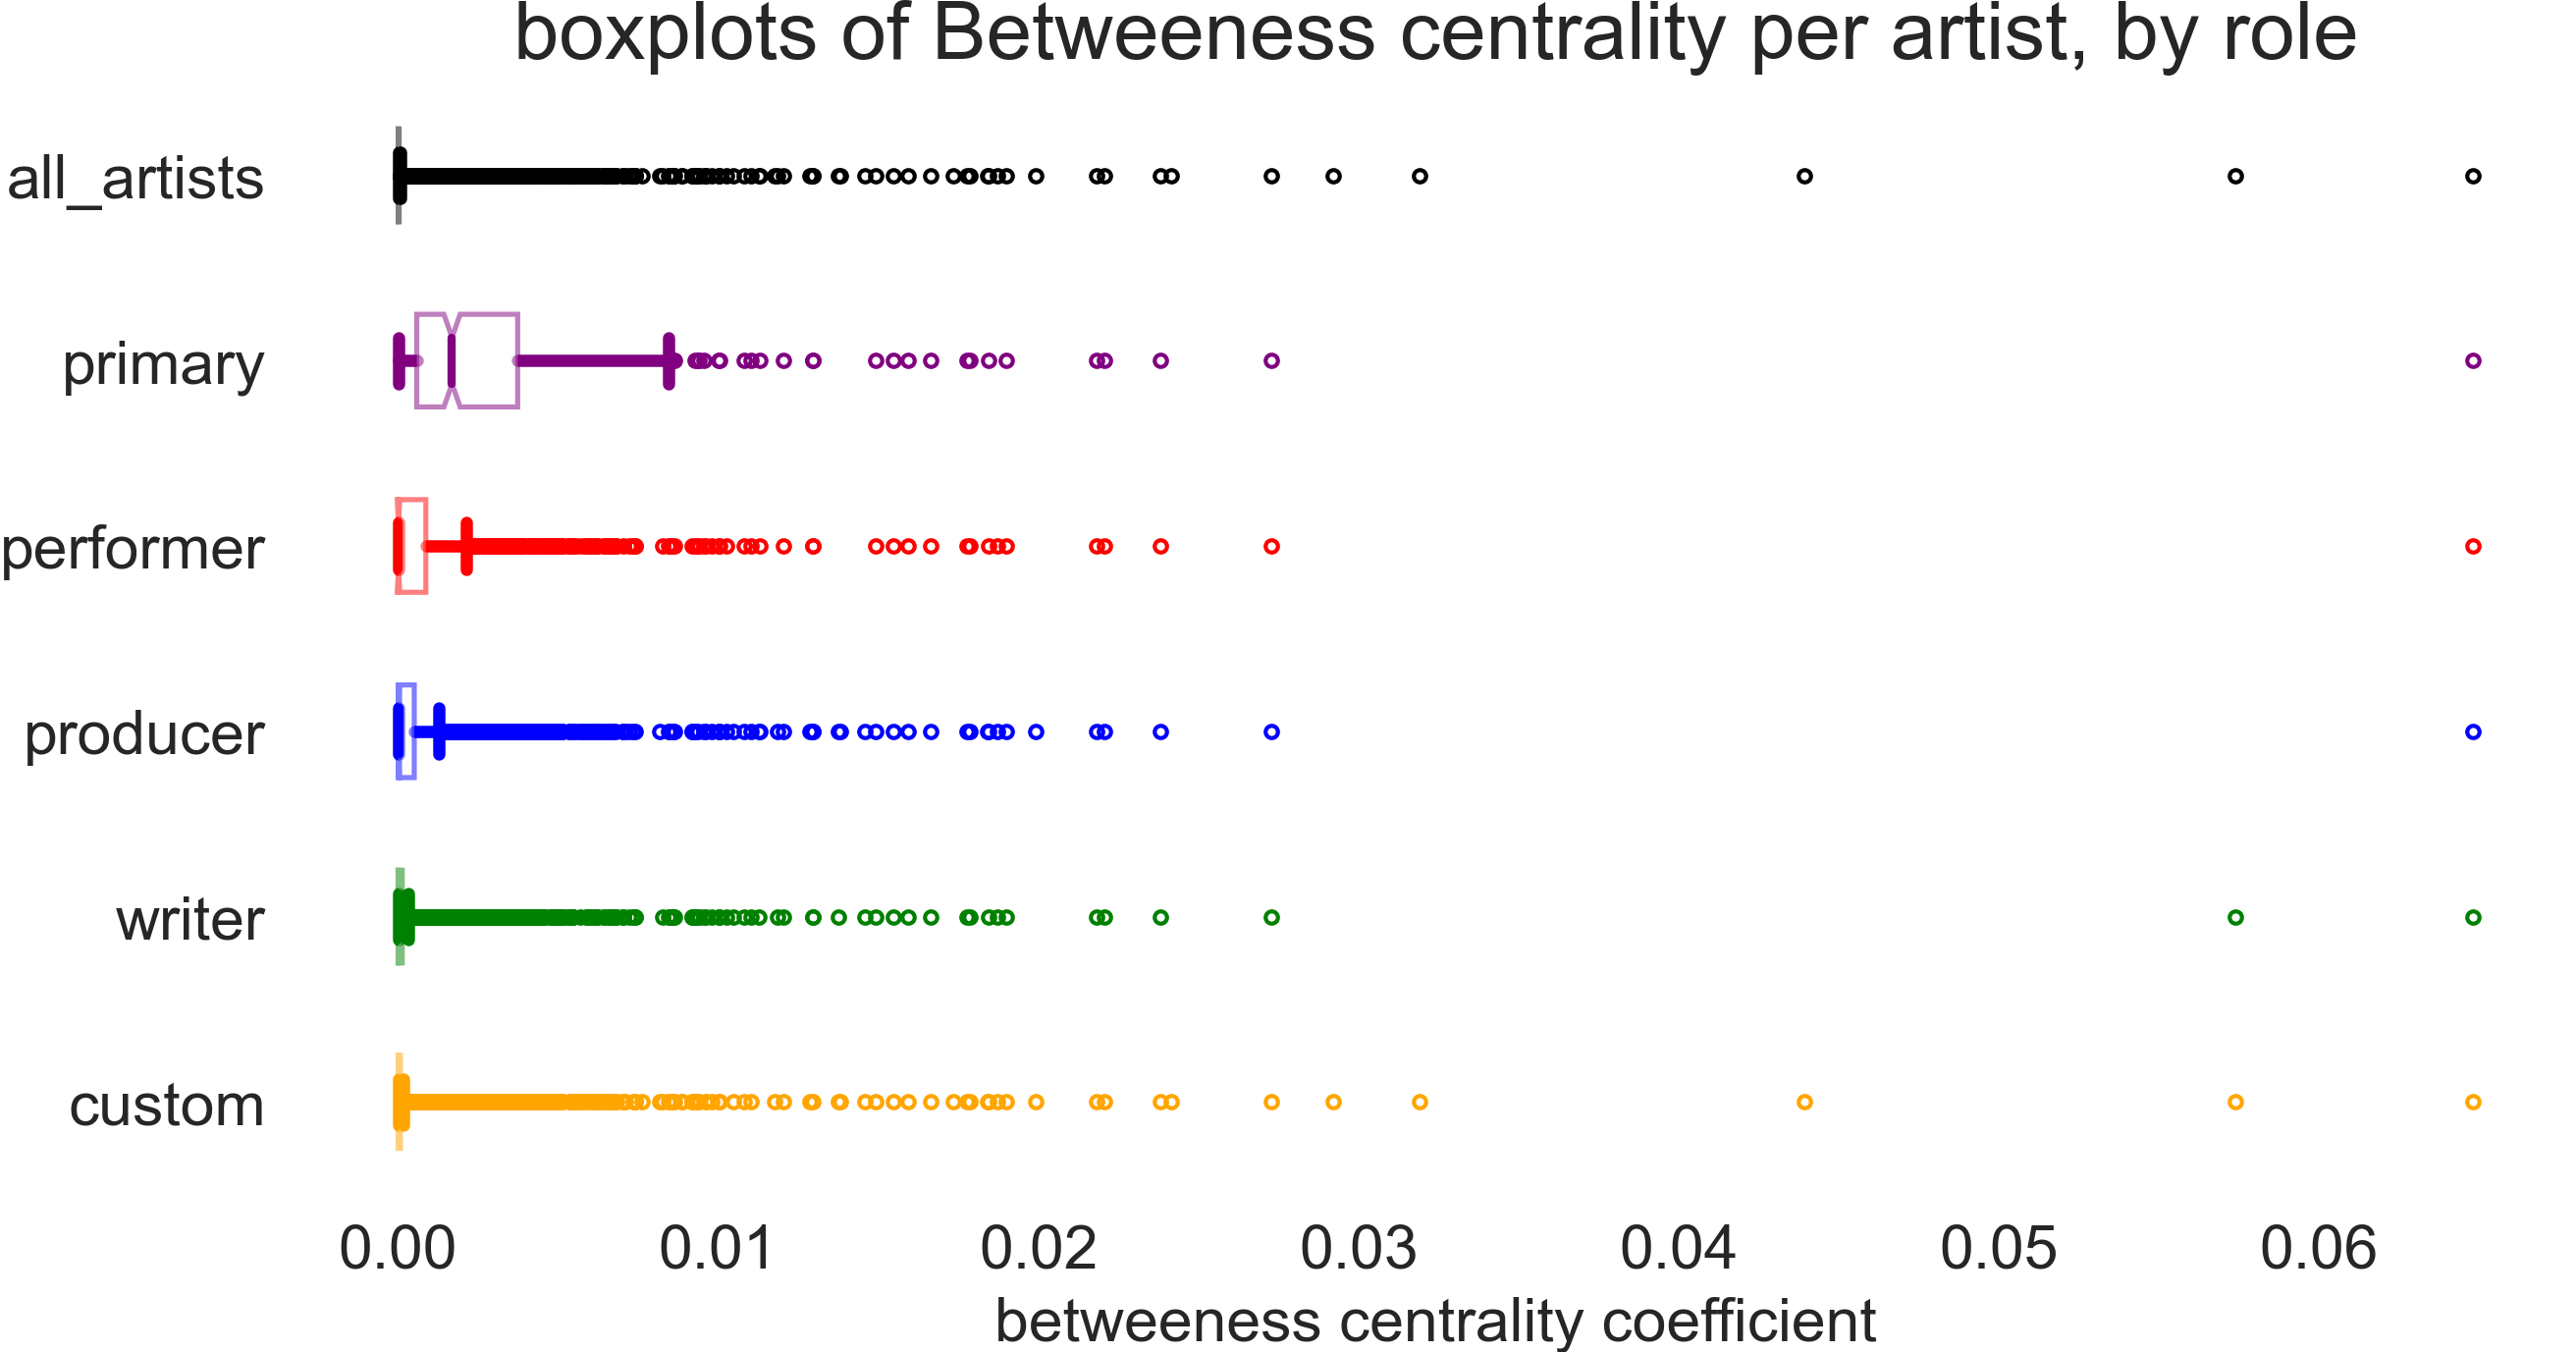 boxplots of Betweeness centrality per artist, by role
all_artists
primary
performer
producer
writer
custom
0.00 0.01 0.02 0.03 0.04 0.05 0.06
betweeness centrality coefficient